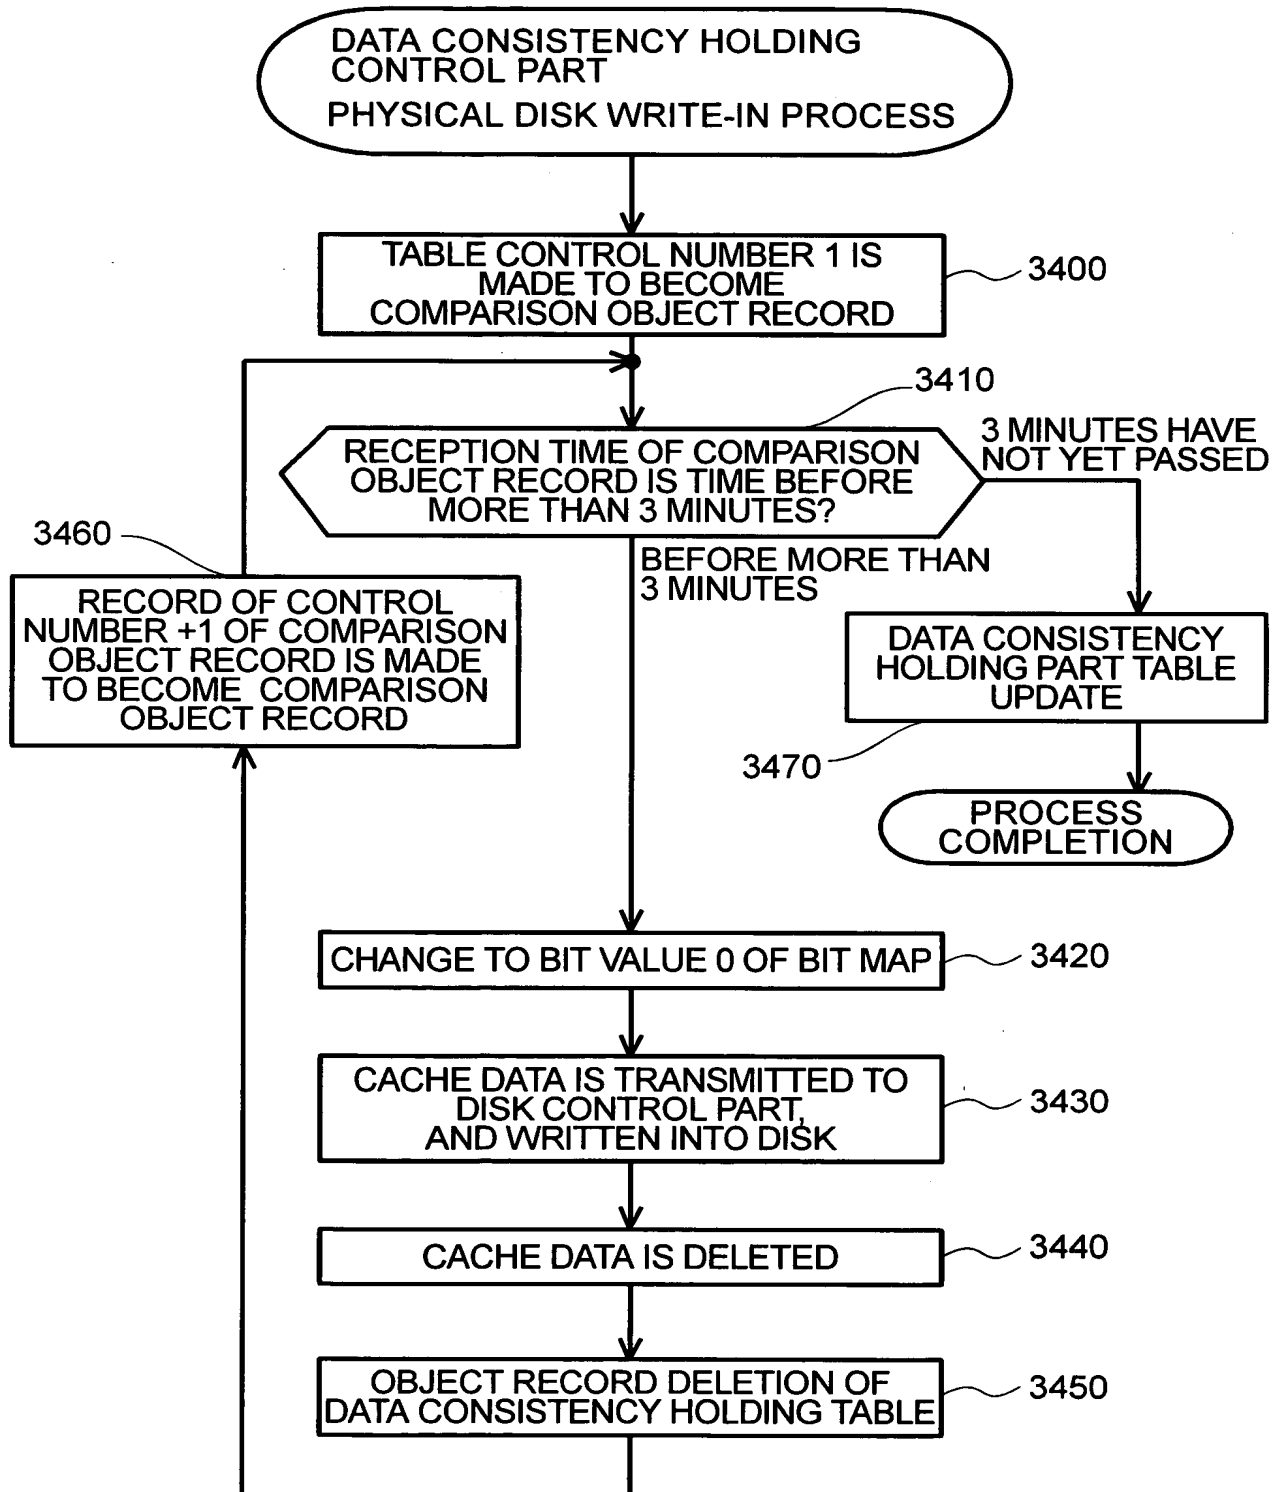 DATA CONSISTENCY HOLDING
CONTROL PART
PHYSICAL DISK WRITE-IN PROCESS
TABLE CONTROL NUMBER 1 IS
MADE TO BECOME
COMPARISON OBJECT RECORD
3400
3410
RECEPTION TIME OF COMPARISON
OBJECT RECORD IS TIME BEFORE
MORE THAN 3 MINUTES?
3 MINUTES HAVE
NOT YET PASSED
BEFORE MORE THAN
3 MINUTES
3460
RECORD OF CONTROL
NUMBER +1 OF COMPARISON
OBJECT RECORD IS MADE
TO BECOME COMPARISON
OBJECT RECORD
DATA CONSISTENCY
HOLDING PART TABLE
UPDATE
3470
PROCESS
COMPLETION
CHANGE TO BIT VALUE 0 OF BIT MAP
3420
CACHE DATA IS TRANSMITTED TO
DISK CONTROL PART,
AND WRITTEN INTO DISK
3430
CACHE DATA IS DELETED
3440
OBJECT RECORD DELETION OF
DATA CONSISTENCY HOLDING TABLE
3450